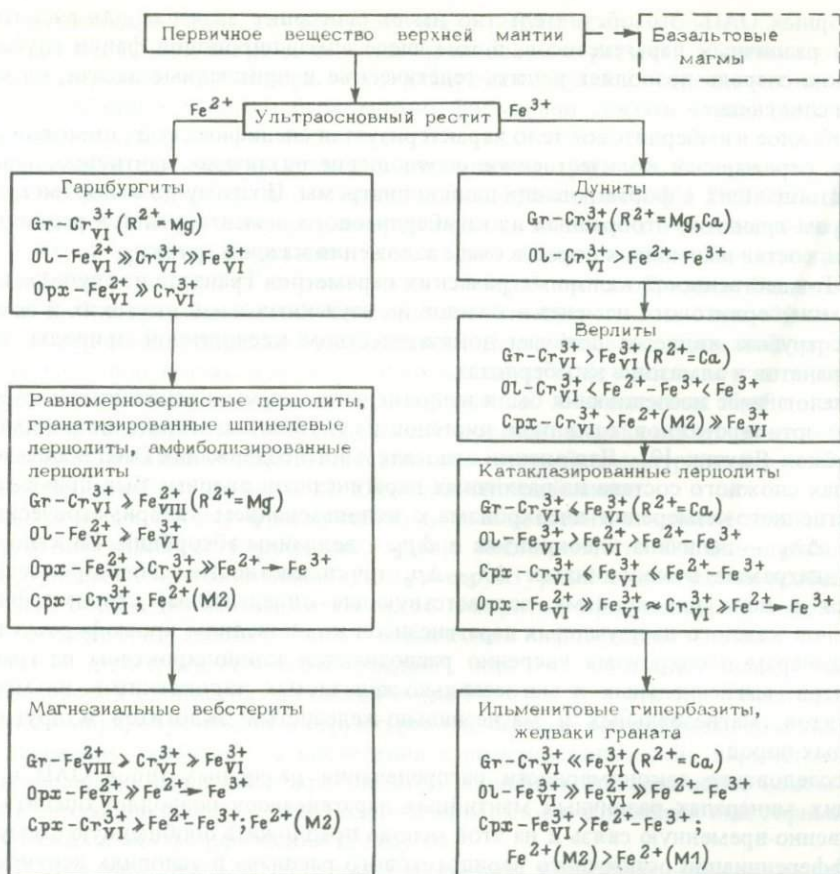 Первичное вещество верхней мантии
Базальтовые магмы
Fe²⁺
Ультраосновный рестит
Fe³⁺
Гарцбургиты
Gr-Cr³⁺VI (R²⁺=Mg)
Ol-Fe²⁺VI ≫ Cr³⁺VI ≫ Fe³⁺VI
Opx-Fe²⁺VI ≫ Cr³⁺VI
Дуниты
Gr-Cr³⁺VI (R²⁺=Mg,Ca)
Ol-Cr³⁺VI > Fe²⁺-Fe³⁺
Верлиты
Gr-Cr³⁺VI > Fe³⁺VI (R²⁺=Ca)
Ol-Cr³⁺VI < Fe²⁺-Fe³⁺ < Fe³⁺VI
Cpx-Cr³⁺VI > Fe²⁺(M2) ≫ Fe³⁺VI
Равномернозернистые лерцолиты,
гранатизированные шпинелевые
лерцолиты, амфиболизированные
лерцолиты
Gr-Cr³⁺VI ⩾ Fe²⁺VIII (R²⁺=Mg)
Ol-Fe²⁺VI > Fe³⁺VI
Opx-Fe²⁺VI > Cr³⁺VI ≫ Fe²⁺→Fe³⁺
Cpx-Cr³⁺VI; Fe²⁺(M2)
Катаклазированные лерцолиты
Gr-Cr³⁺VI ⩽ Fe³⁺VI (R²⁺=Ca)
Ol-Fe³⁺VI > Fe²⁺VI > Fe²⁺-Fe³⁺
Cpx-Cr³⁺VI ⩽ Fe³⁺VI ⩽ Fe²⁺-Fe³⁺
Opx-Fe²⁺VI ≫ Fe³⁺VI ≈ Cr³⁺VI ⩾ Fe²⁺→Fe³⁺
Магнезиальные вебстериты
Gr-Fe²⁺VIII ⩾ Cr³⁺VI ⩾ Fe³⁺VI
Opx-Fe²⁺VI ≫ Fe²⁺→Fe³⁺
Cpx-Cr³⁺VI; Fe²⁺-Fe³⁺; Fe²⁺(M2)
Ильменитовые гипербазиты,
желваки граната
Gr-Cr³⁺VI ≪ Fe³⁺VI (R²⁺=Ca)
Ol-Fe³⁺VI ≫ Fe²⁺VI ≫ Fe²⁺-Fe³⁺
Cpx-Fe³⁺VI; Fe²⁺-Fe³⁺;
Fe²⁺(M2) > Fe²⁺(M1)